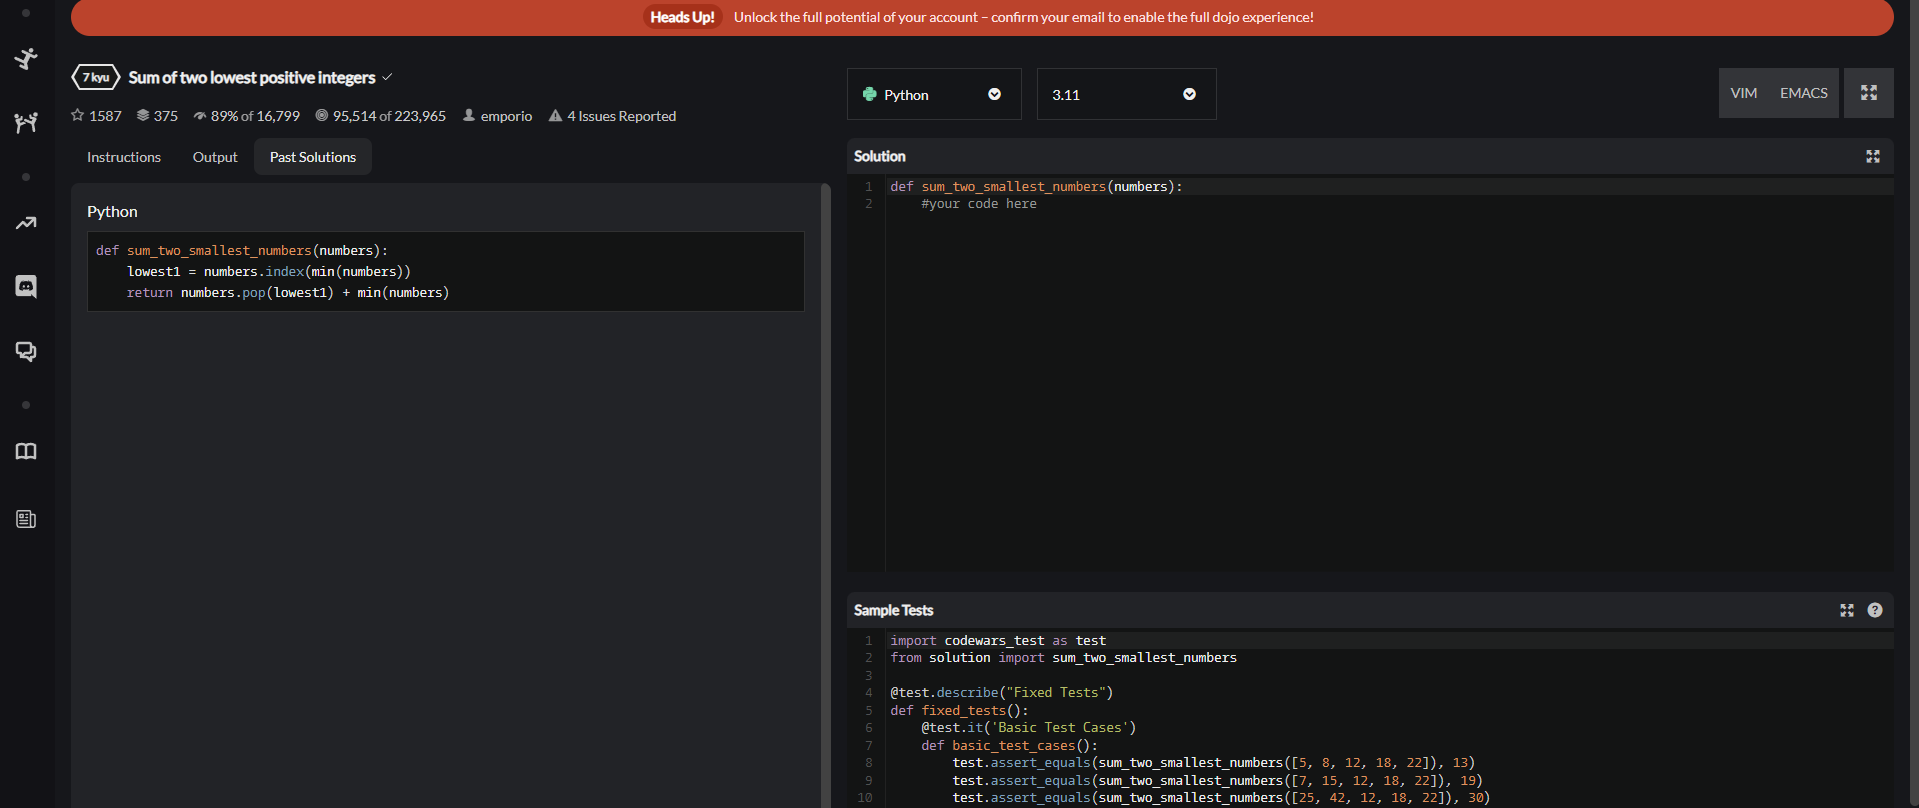 Heads Up! Unlock the full potential of your account – confirm your email to enable the full dojo experience!
7 kyu Sum of two lowest positive integers
1587 375 89% of 16,799 95,514 of 223,965 emporio 4 Issues Reported
Instructions Output Past Solutions
Python
def sum_two_smallest_numbers(numbers):
    lowest1 = numbers.index(min(numbers))
    return numbers.pop(lowest1) + min(numbers)
Python 3.11 VIM EMACS
Solution
1 def sum_two_smallest_numbers(numbers):
2     #your code here
Sample Tests
1 import codewars_test as test
2 from solution import sum_two_smallest_numbers
3
4 @test.describe("Fixed Tests")
5 def fixed_tests():
6     @test.it('Basic Test Cases')
7     def basic_test_cases():
8         test.assert_equals(sum_two_smallest_numbers([5, 8, 12, 18, 22]), 13)
9         test.assert_equals(sum_two_smallest_numbers([7, 15, 12, 18, 22]), 19)
10         test.assert_equals(sum_two_smallest_numbers([25, 42, 12, 18, 22]), 30)